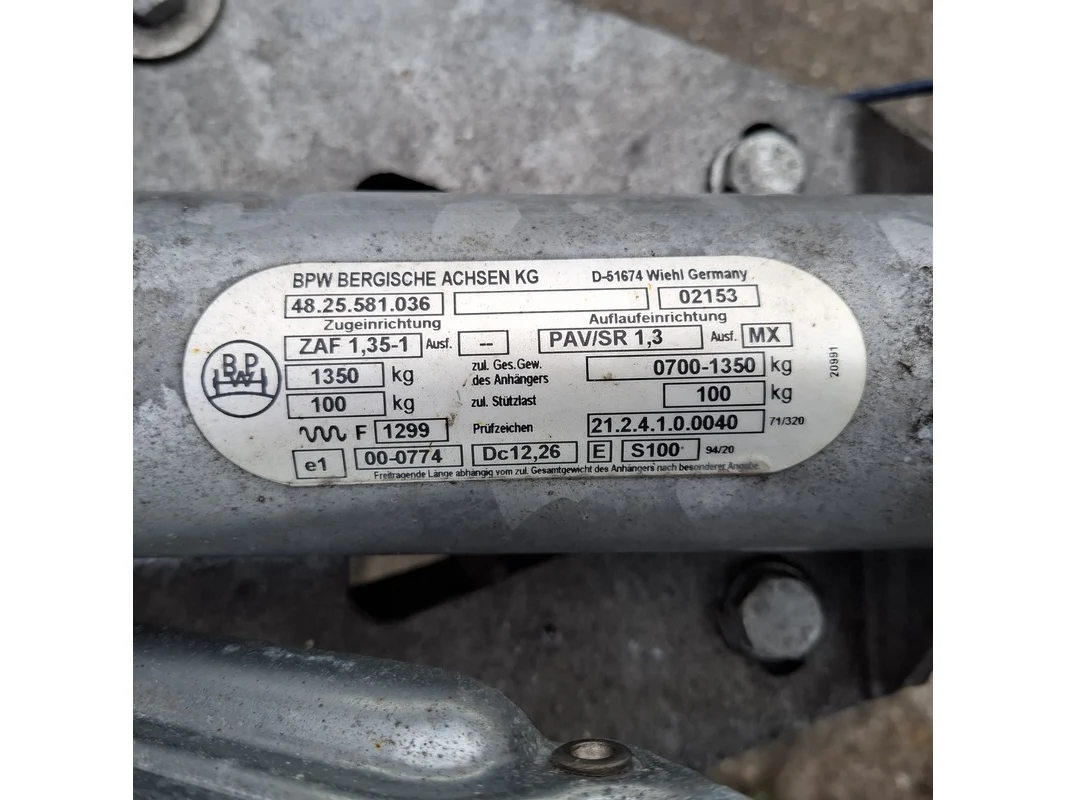 BPW BERGISCHE ACHSEN KG D-51674 Wiehl Germany
48.25.581.036 02153
Zugeinrichtung Auflaufeinrichtung
ZAF 1,35-1 Ausf. -- PAV/SR 1,3 Ausf. MX
BPW
1350 kg zul. Ges.Gew. des Anhängers 0700-1350 kg
100 kg zul. Stützlast 100 kg
F 1299 Prüfzeichen 21.2.4.1.0.0040 71/320
e1 00-0774 Dc12,26 E S100 94/20
Freitragende Länge abhängig vom zul. Gesamtgewicht des Anhängers nach besonderer Angabe.
20991